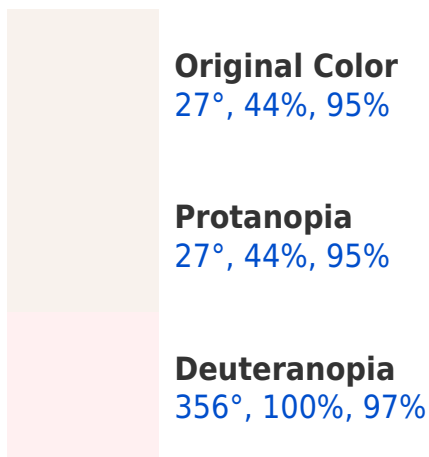 Original Color
27°, 44%, 95%
Protanopia
27°, 44%, 95%
Deuteranopia
356°, 100%, 97%